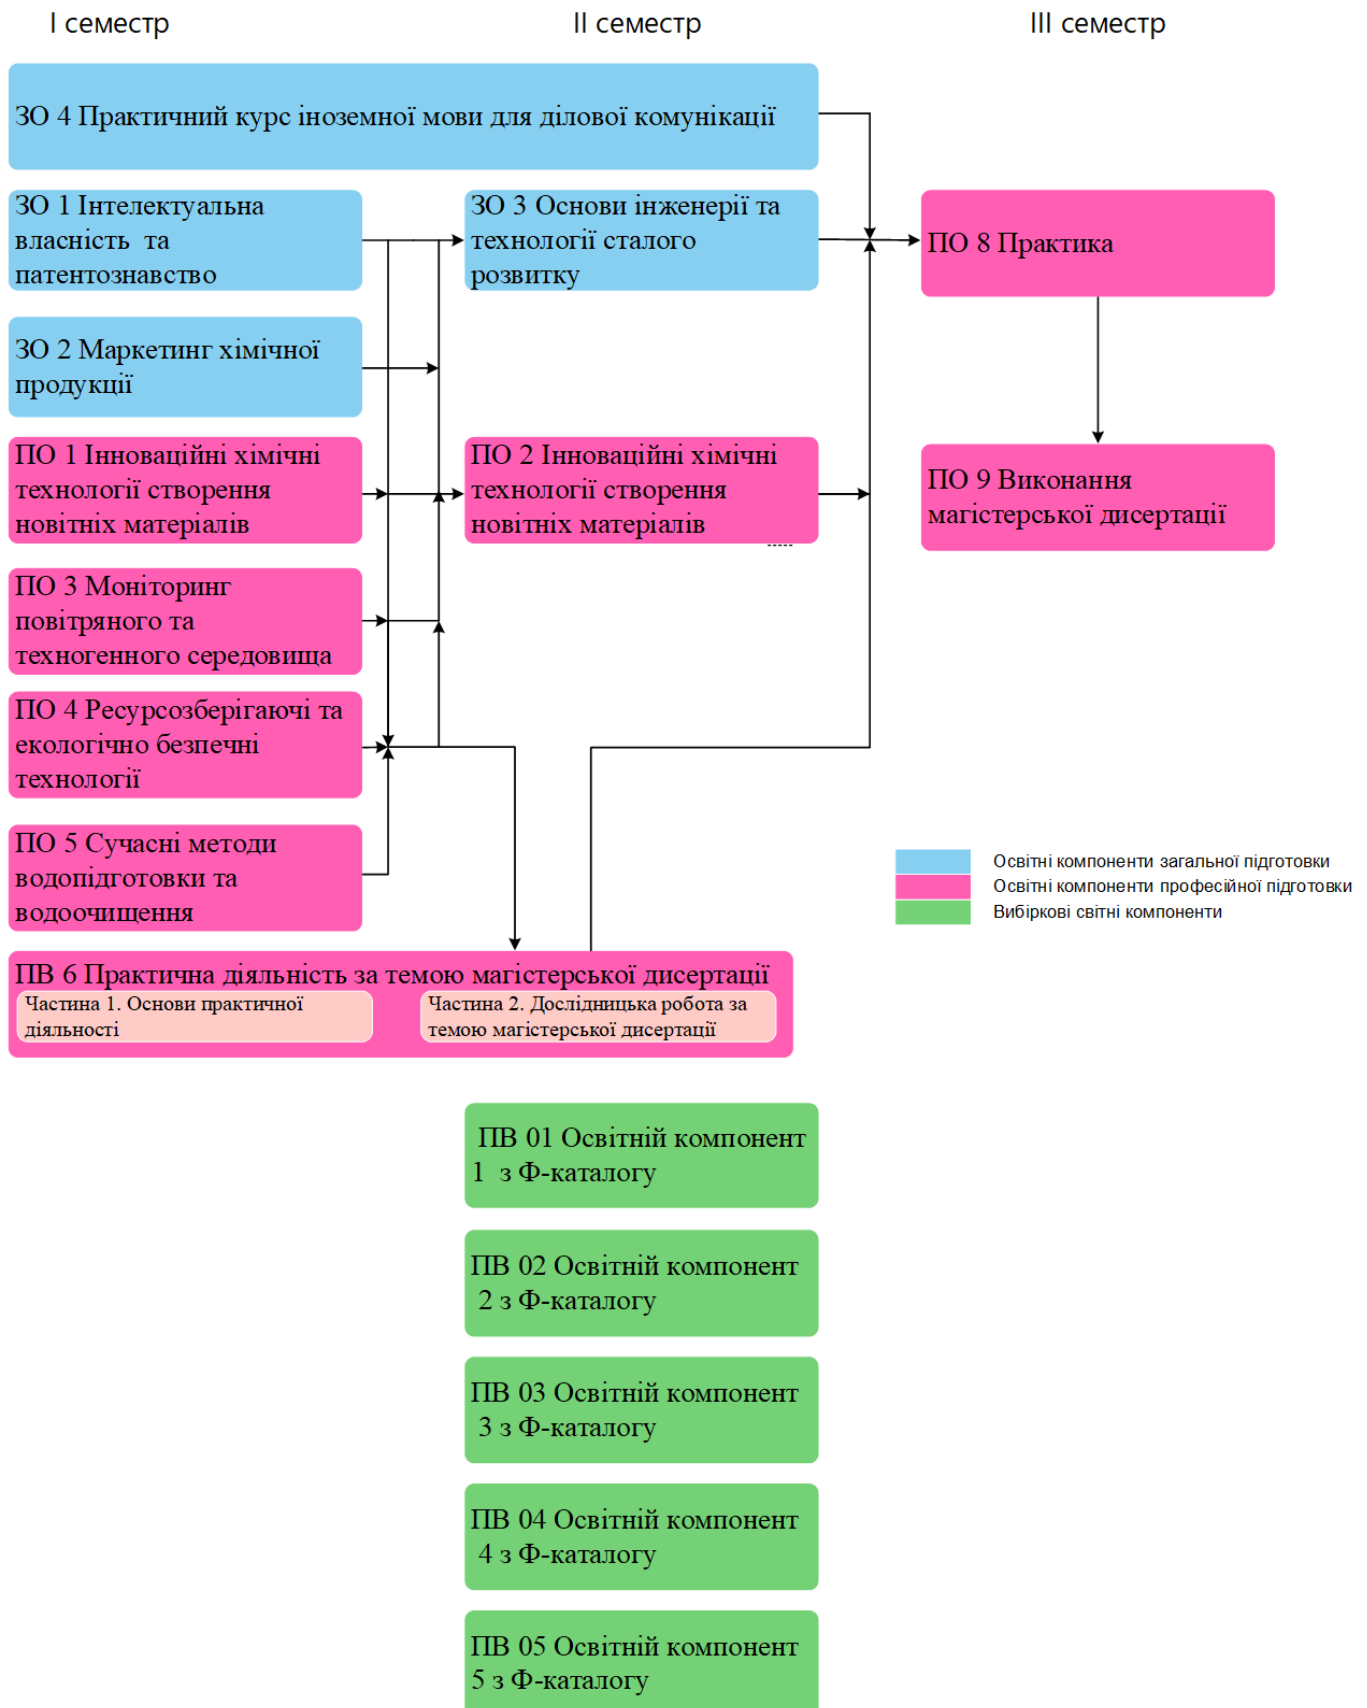 I семестр
II семестр
III семестр
ЗО 4 Практичний курс іноземної мови для ділової комунікації
ЗО 1 Інтелектуальна
власність та
патентознавство
ЗО 3 Основи інженерії та
технології сталого
розвитку
ПО 8 Практика
ЗО 2 Маркетинг хімічної
продукції
ПО 1 Інноваційні хімічні
технології створення
новітніх матеріалів
ПО 2 Інноваційні хімічні
технології створення
новітніх матеріалів
ПО 9 Виконання
магістерської дисертації
ПО 3 Моніторинг
повітряного та
техногенного середовища
ПО 4 Ресурсозберігаючі та
екологічно безпечні
технології
ПО 5 Сучасні методи
водопідготовки та
водоочищення
Освітні компоненти загальної підготовки
Освітні компоненти професійної підготовки
Вибіркові світні компоненти
ПВ 6 Практична діяльність за темою магістерської дисертації
Частина 1. Основи практичної
діяльності
Частина 2. Дослідницька робота за
темою магістерської дисертації
ПВ 01 Освітній компонент
1 з Ф-каталогу
ПВ 02 Освітній компонент
2 з Ф-каталогу
ПВ 03 Освітній компонент
3 з Ф-каталогу
ПВ 04 Освітній компонент
4 з Ф-каталогу
ПВ 05 Освітній компонент
5 з Ф-каталогу